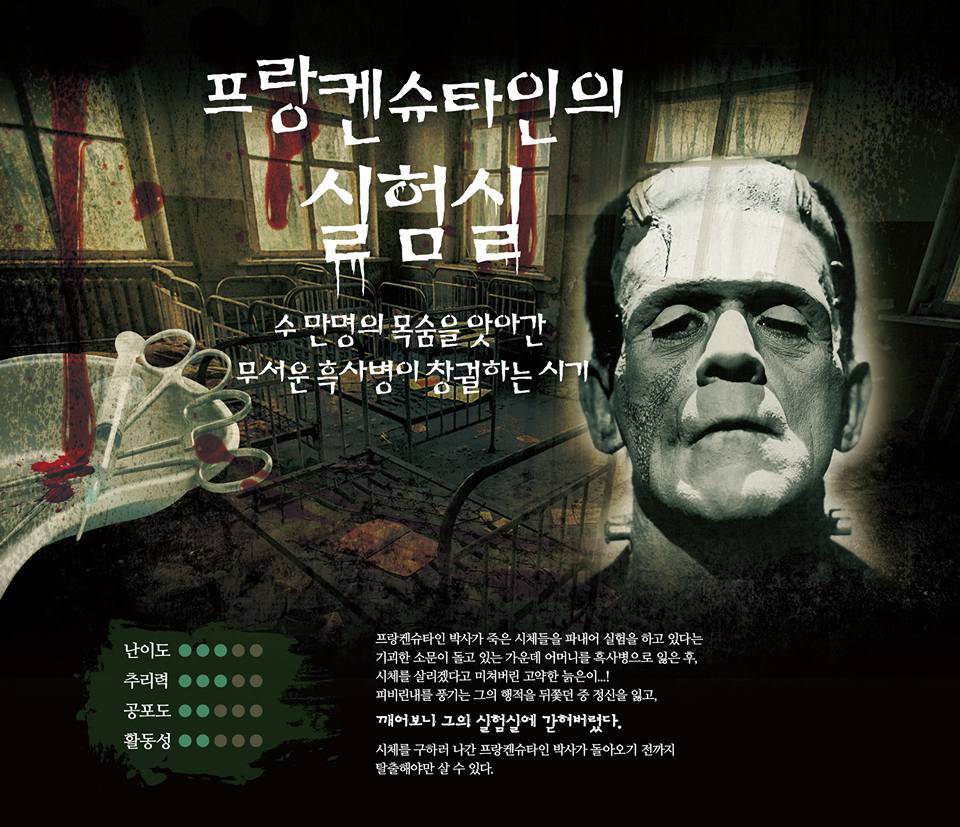 프랑켄슈타인의
실험실
수 만명의 목숨을 앗아간
무서운 흑사병이 창궐하는 시기
난이도
추리력
공포도
활동성
프랑켄슈타인 박사가 죽은 시체들을 파내어 실험을 하고 있다는
기괴한 소문이 돌고 있는 가운데 어머니를 흑사병으로 잃은 후,
시체를 살리겠다고 미쳐버린 고약한 늙은이...!
피비린내를 풍기는 그의 행적을 뒤쫓던 중 정신을 잃고,
깨어보니 그의 실험실에 갇혀버렸다.
시체를 구하러 나간 프랑켄슈타인 박사가 돌아오기 전까지
탈출해야만 살 수 있다.